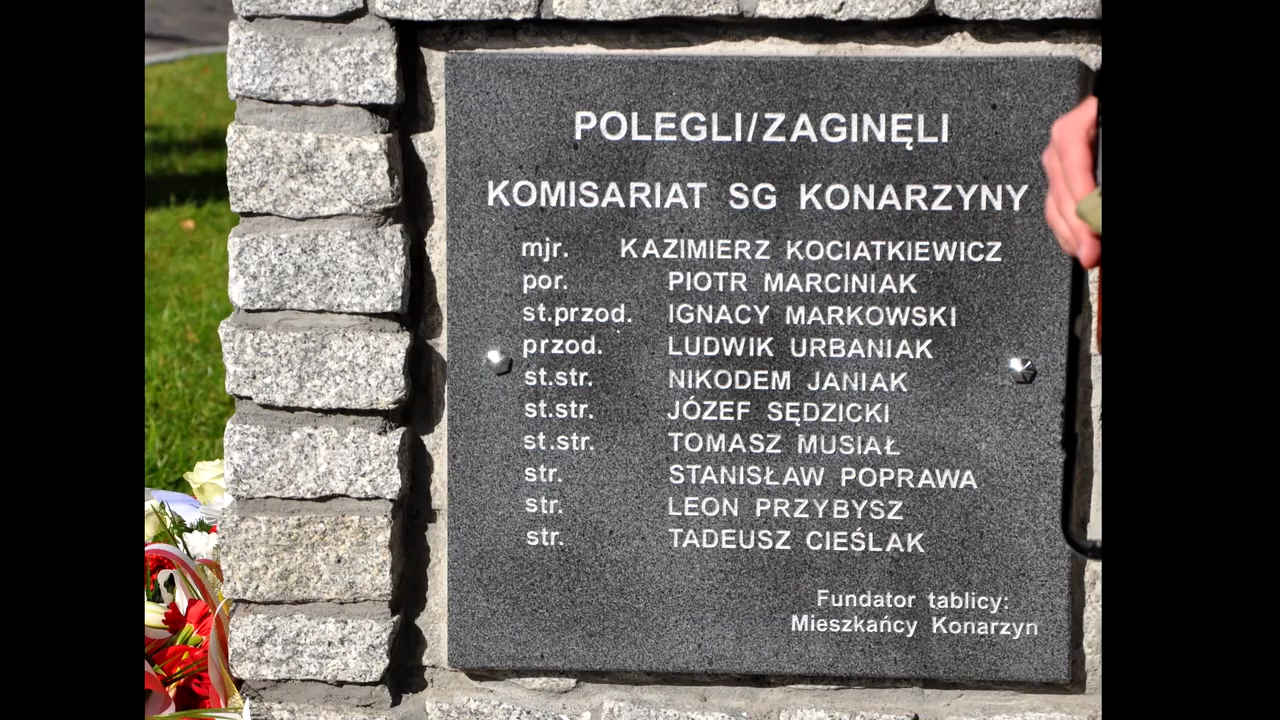 POLEGLI/ZAGINĘLI
KOMISARIAT SG KONARZYNY
mjr. KAZIMIERZ KOCIATKIEWICZ
por. PIOTR MARCINIAK
st.przod. IGNACY MARKOWSKI
przod. LUDWIK URBANIAK
st.str. NIKODEM JANIAK
st.str. JÓZEF SĘDZICKI
st.str. TOMASZ MUSIAŁ
str. STANISŁAW POPRAWA
str. LEON PRZYBYSZ
str. TADEUSZ CIEŚLAK
Fundator tablicy:
Mieszkańcy Konarzyn